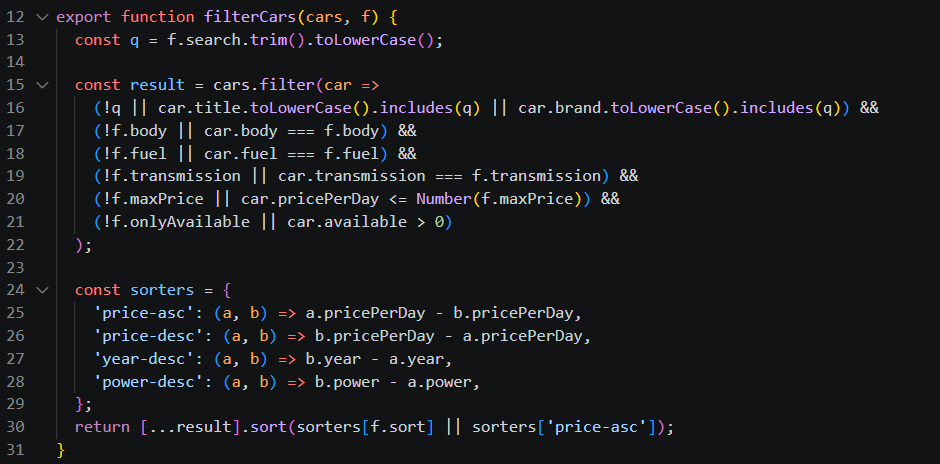 12 export function filterCars(cars, f) {
13   const q = f.search.trim().toLowerCase();
14
15   const result = cars.filter(car =>
16     (!q || car.title.toLowerCase().includes(q) || car.brand.toLowerCase().includes(q)) &&
17     (!f.body || car.body === f.body) &&
18     (!f.fuel || car.fuel === f.fuel) &&
19     (!f.transmission || car.transmission === f.transmission) &&
20     (!f.maxPrice || car.pricePerDay <= Number(f.maxPrice)) &&
21     (!f.onlyAvailable || car.available > 0)
22   );
23
24   const sorters = {
25     'price-asc': (a, b) => a.pricePerDay - b.pricePerDay,
26     'price-desc': (a, b) => b.pricePerDay - a.pricePerDay,
27     'year-desc': (a, b) => b.year - a.year,
28     'power-desc': (a, b) => b.power - a.power,
29   };
30   return [...result].sort(sorters[f.sort] || sorters['price-asc']);
31 }